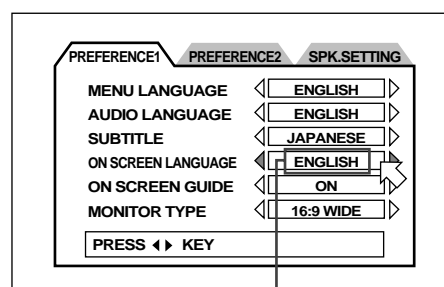 PREFERENCE1 PREFERENCE2 SPK.SETTING
MENU LANGUAGE ENGLISH
AUDIO LANGUAGE ENGLISH
SUBTITLE JAPANESE
ON SCREEN LANGUAGE ENGLISH
ON SCREEN GUIDE ON
MONITOR TYPE 16:9 WIDE
PRESS KEY